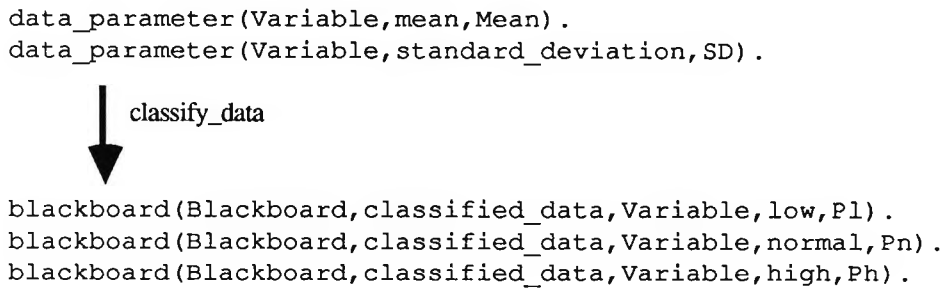 data_parameter(Variable,mean,Mean).
data_parameter(Variable,standard_deviation,SD).
classify_data
blackboard(Blackboard,classified_data,Variable,low,Pl).
blackboard(Blackboard,classified_data,Variable,normal,Pn).
blackboard(Blackboard,classified_data,Variable,high,Ph).